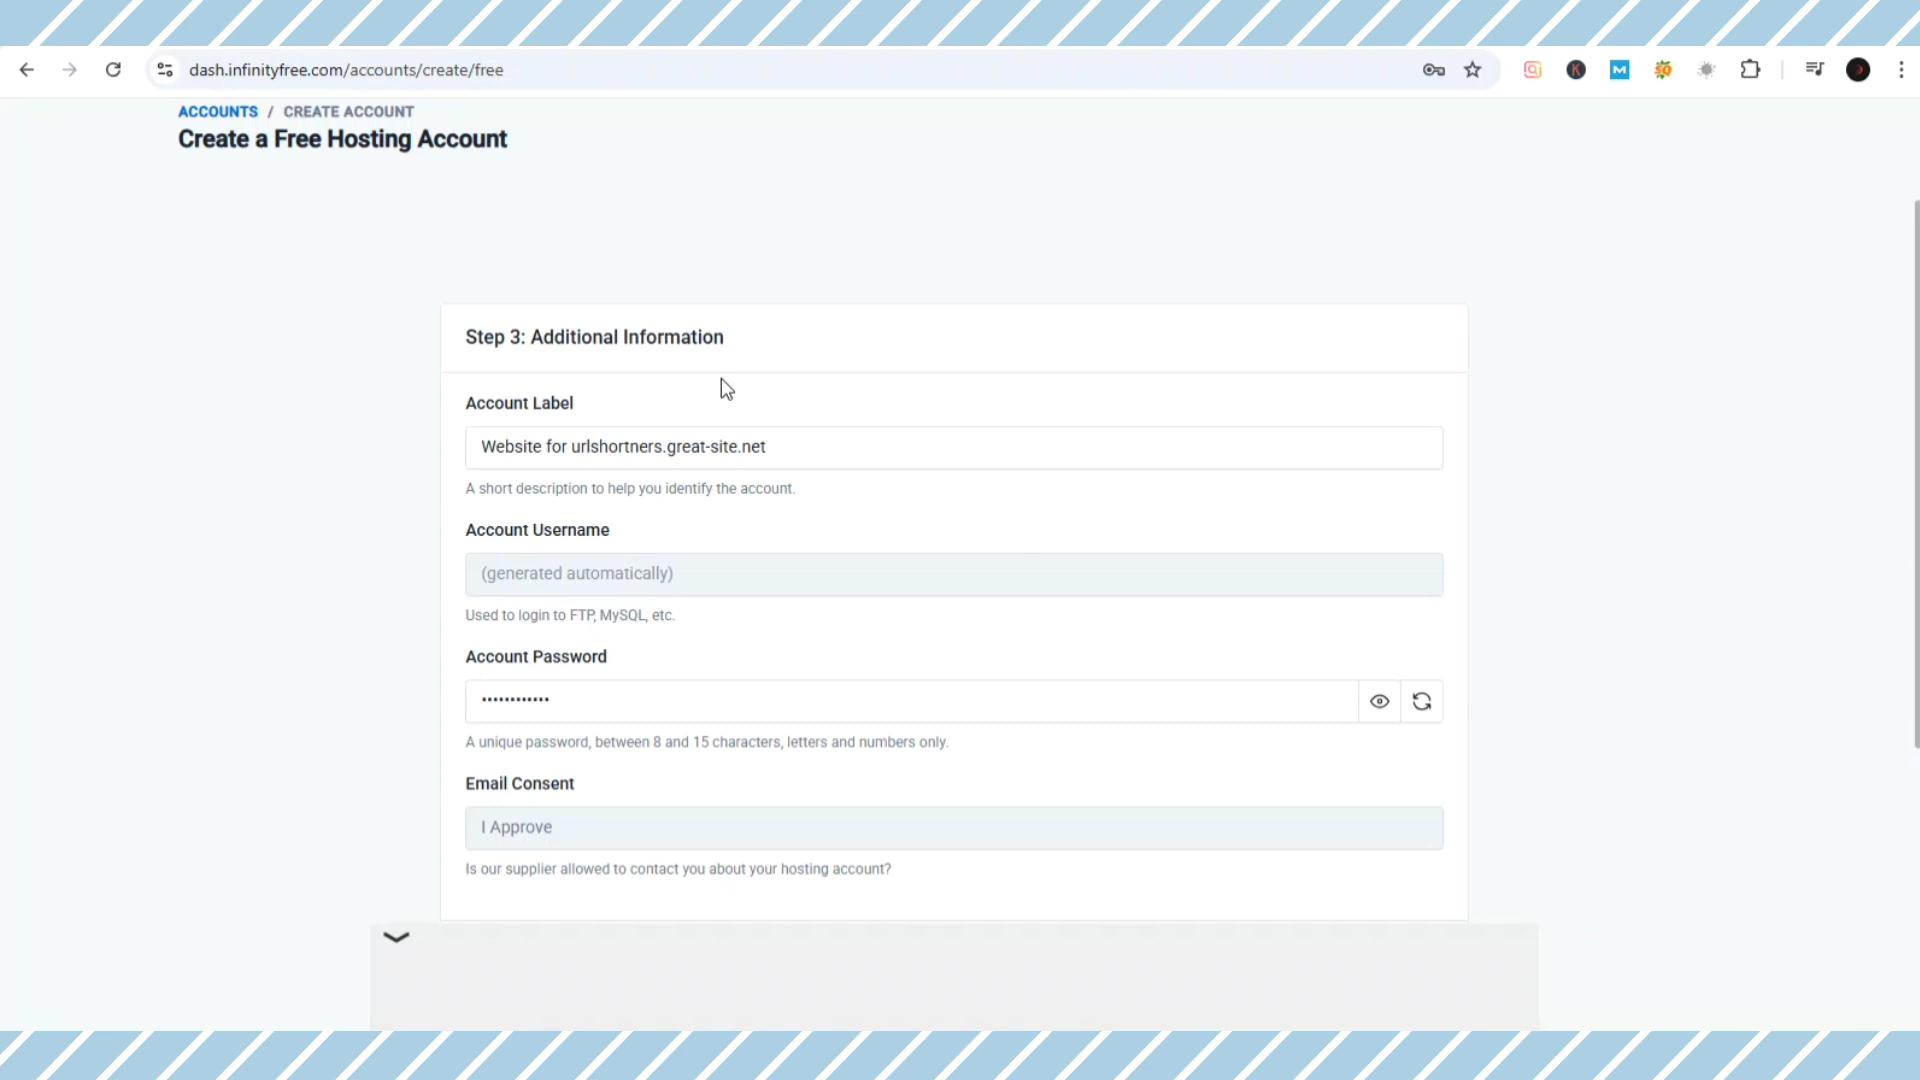 dash.infinityfree.com/accounts/create/free
ACCOUNTS / CREATE ACCOUNT
Create a Free Hosting Account
Step 3: Additional Information
Account Label
Website for urlshortners.great-site.net
A short description to help you identify the account.
Account Username
(generated automatically)
Used to login to FTP, MySQL, etc.
Account Password
••••••••••••
A unique password, between 8 and 15 characters, letters and numbers only.
Email Consent
I Approve
Is our supplier allowed to contact you about your hosting account?